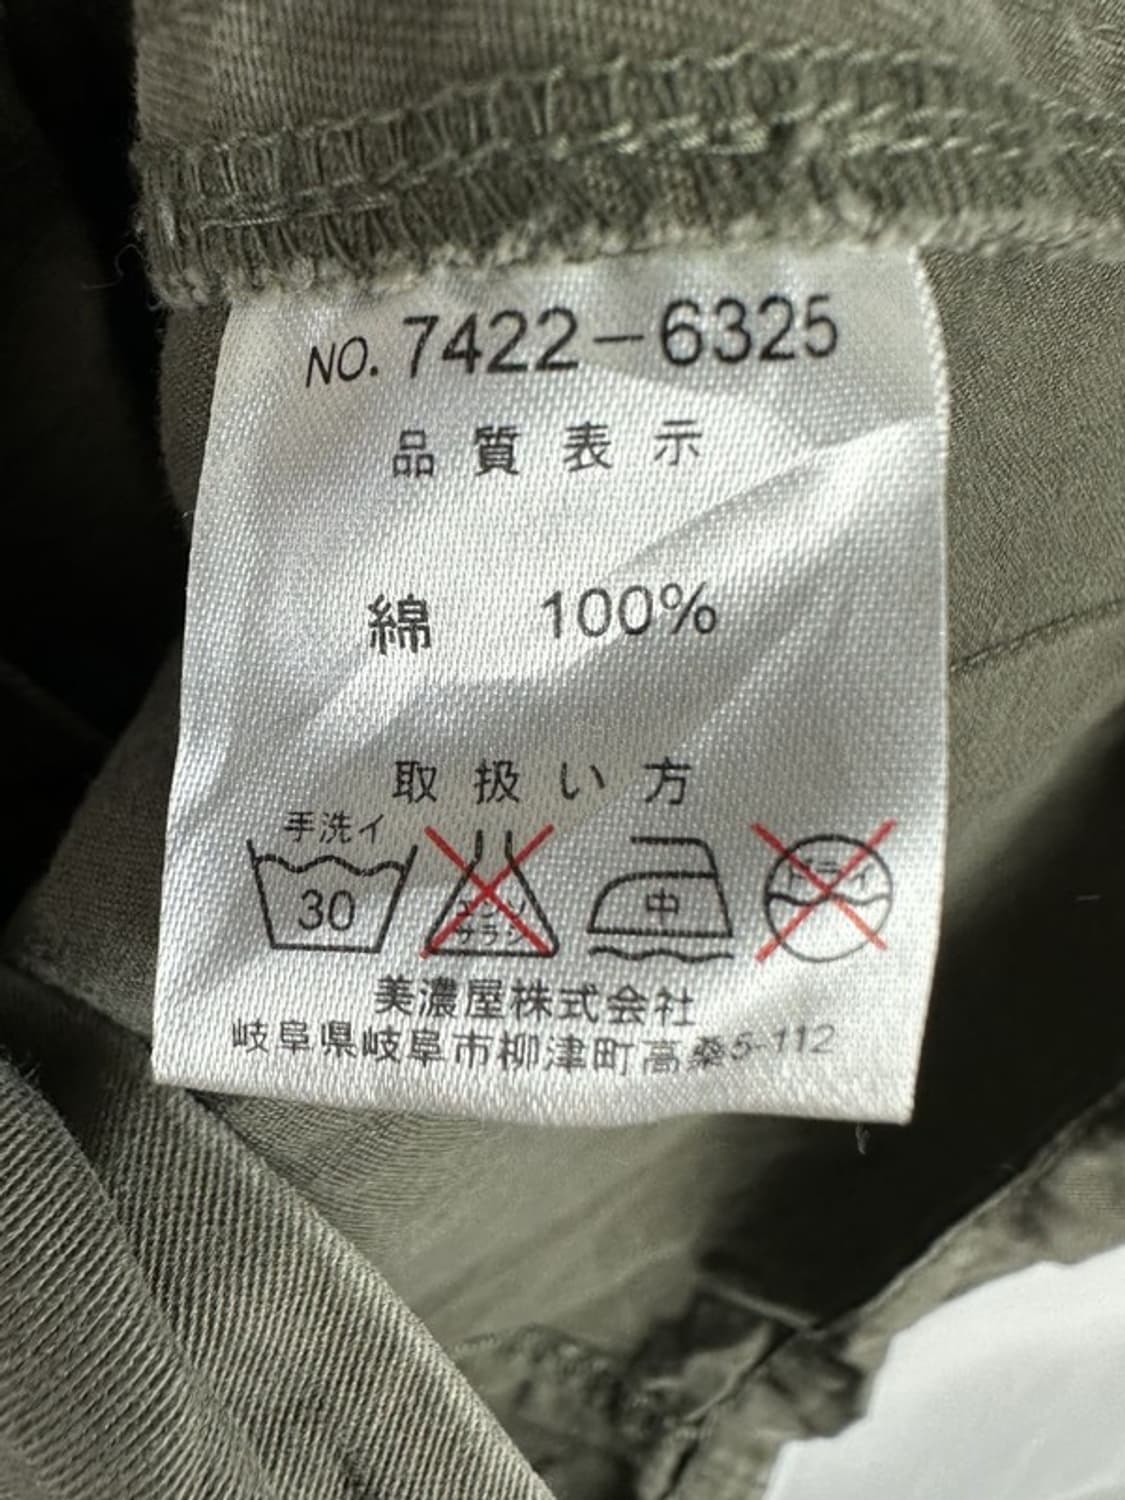 NO. 7422-6325
品質表示
綿 100%
取扱い方
手洗イ
30
エンソ
サラシ
中
ドライ
美濃屋株式会社
岐阜県岐阜市柳津町高桑5-112